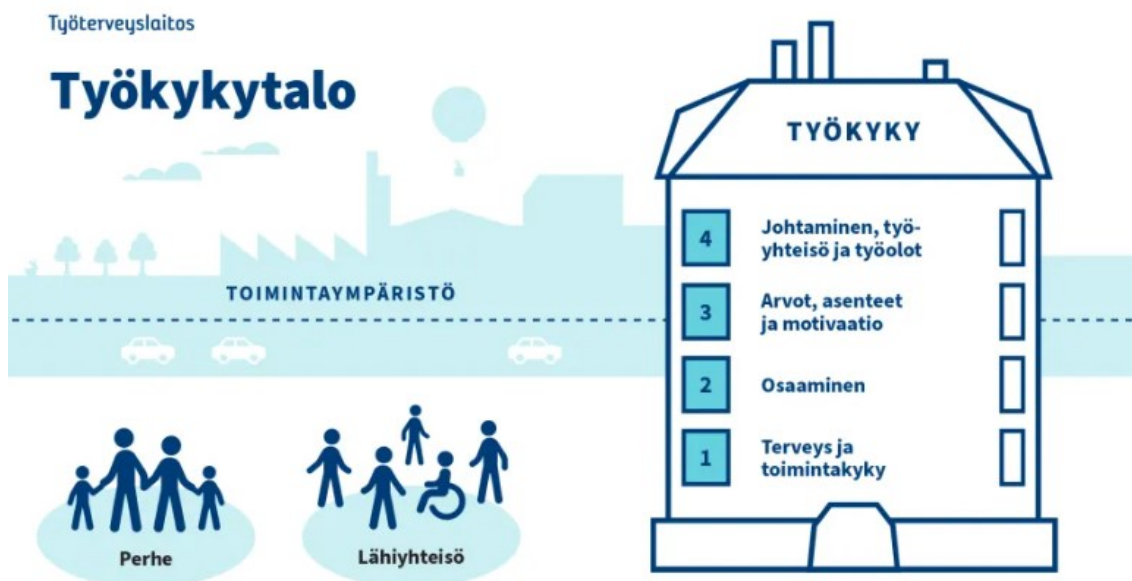 Työterveyslaitos
Työkykytalo
TOIMINTAYMPÄRISTÖ
Perhe
Lähiyhteisö
TYÖKYKY
4 Johtaminen, työ-
yhteisö ja työolot
3 Arvot, asenteet
ja motivaatio
2 Osaaminen
1 Terveys ja
toimintakyky